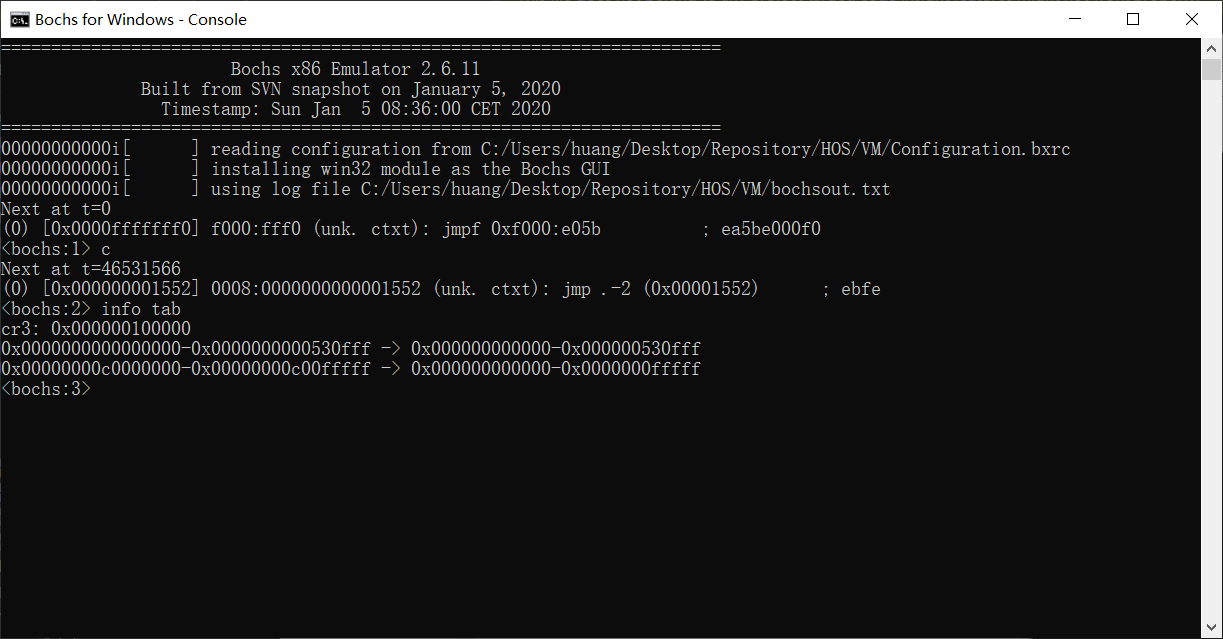 Bochs for Windows - Console
========================================================================
                       Bochs x86 Emulator 2.6.11
              Built from SVN snapshot on January 5, 2020
                Timestamp: Sun Jan  5 08:36:00 CET 2020
========================================================================
00000000000i[      ] reading configuration from C:/Users/huang/Desktop/Repository/HOS/VM/Configuration.bxrc
00000000000i[      ] installing win32 module as the Bochs GUI
00000000000i[      ] using log file C:/Users/huang/Desktop/Repository/HOS/VM/bochsout.txt
Next at t=0
(0) [0x0000fffffff0] f000:fff0 (unk. ctxt): jmpf 0xf000:e05b          ; ea5be000f0
<bochs:1> c
Next at t=46531566
(0) [0x000000001552] 0008:0000000000001552 (unk. ctxt): jmp .-2 (0x00001552)      ; ebfe
<bochs:2> info tab
cr3: 0x000000100000
0x0000000000000000-0x0000000000530fff -> 0x000000000000-0x000000530fff
0x00000000c0000000-0x00000000c00fffff -> 0x000000000000-0x0000000fffff
<bochs:3>